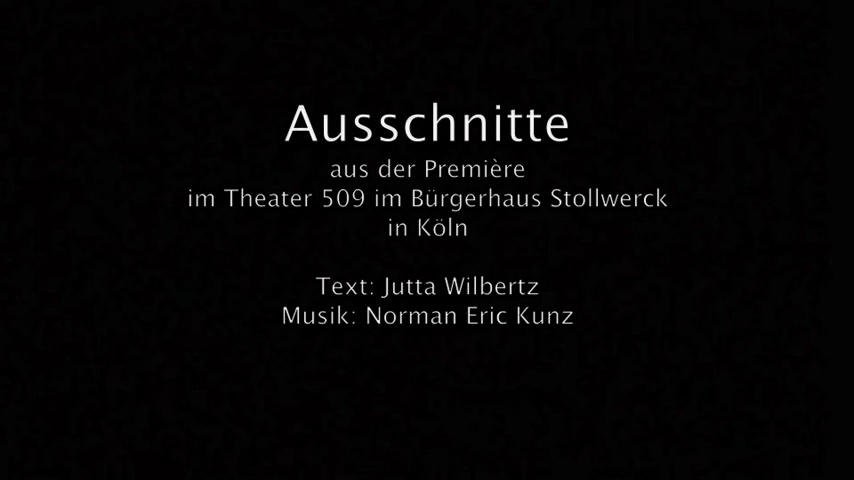 Ausschnitte
aus der Première
im Theater 509 im Bürgerhaus Stollwerck
in Köln
Text: Jutta Wilbertz
Musik: Norman Eric Kunz